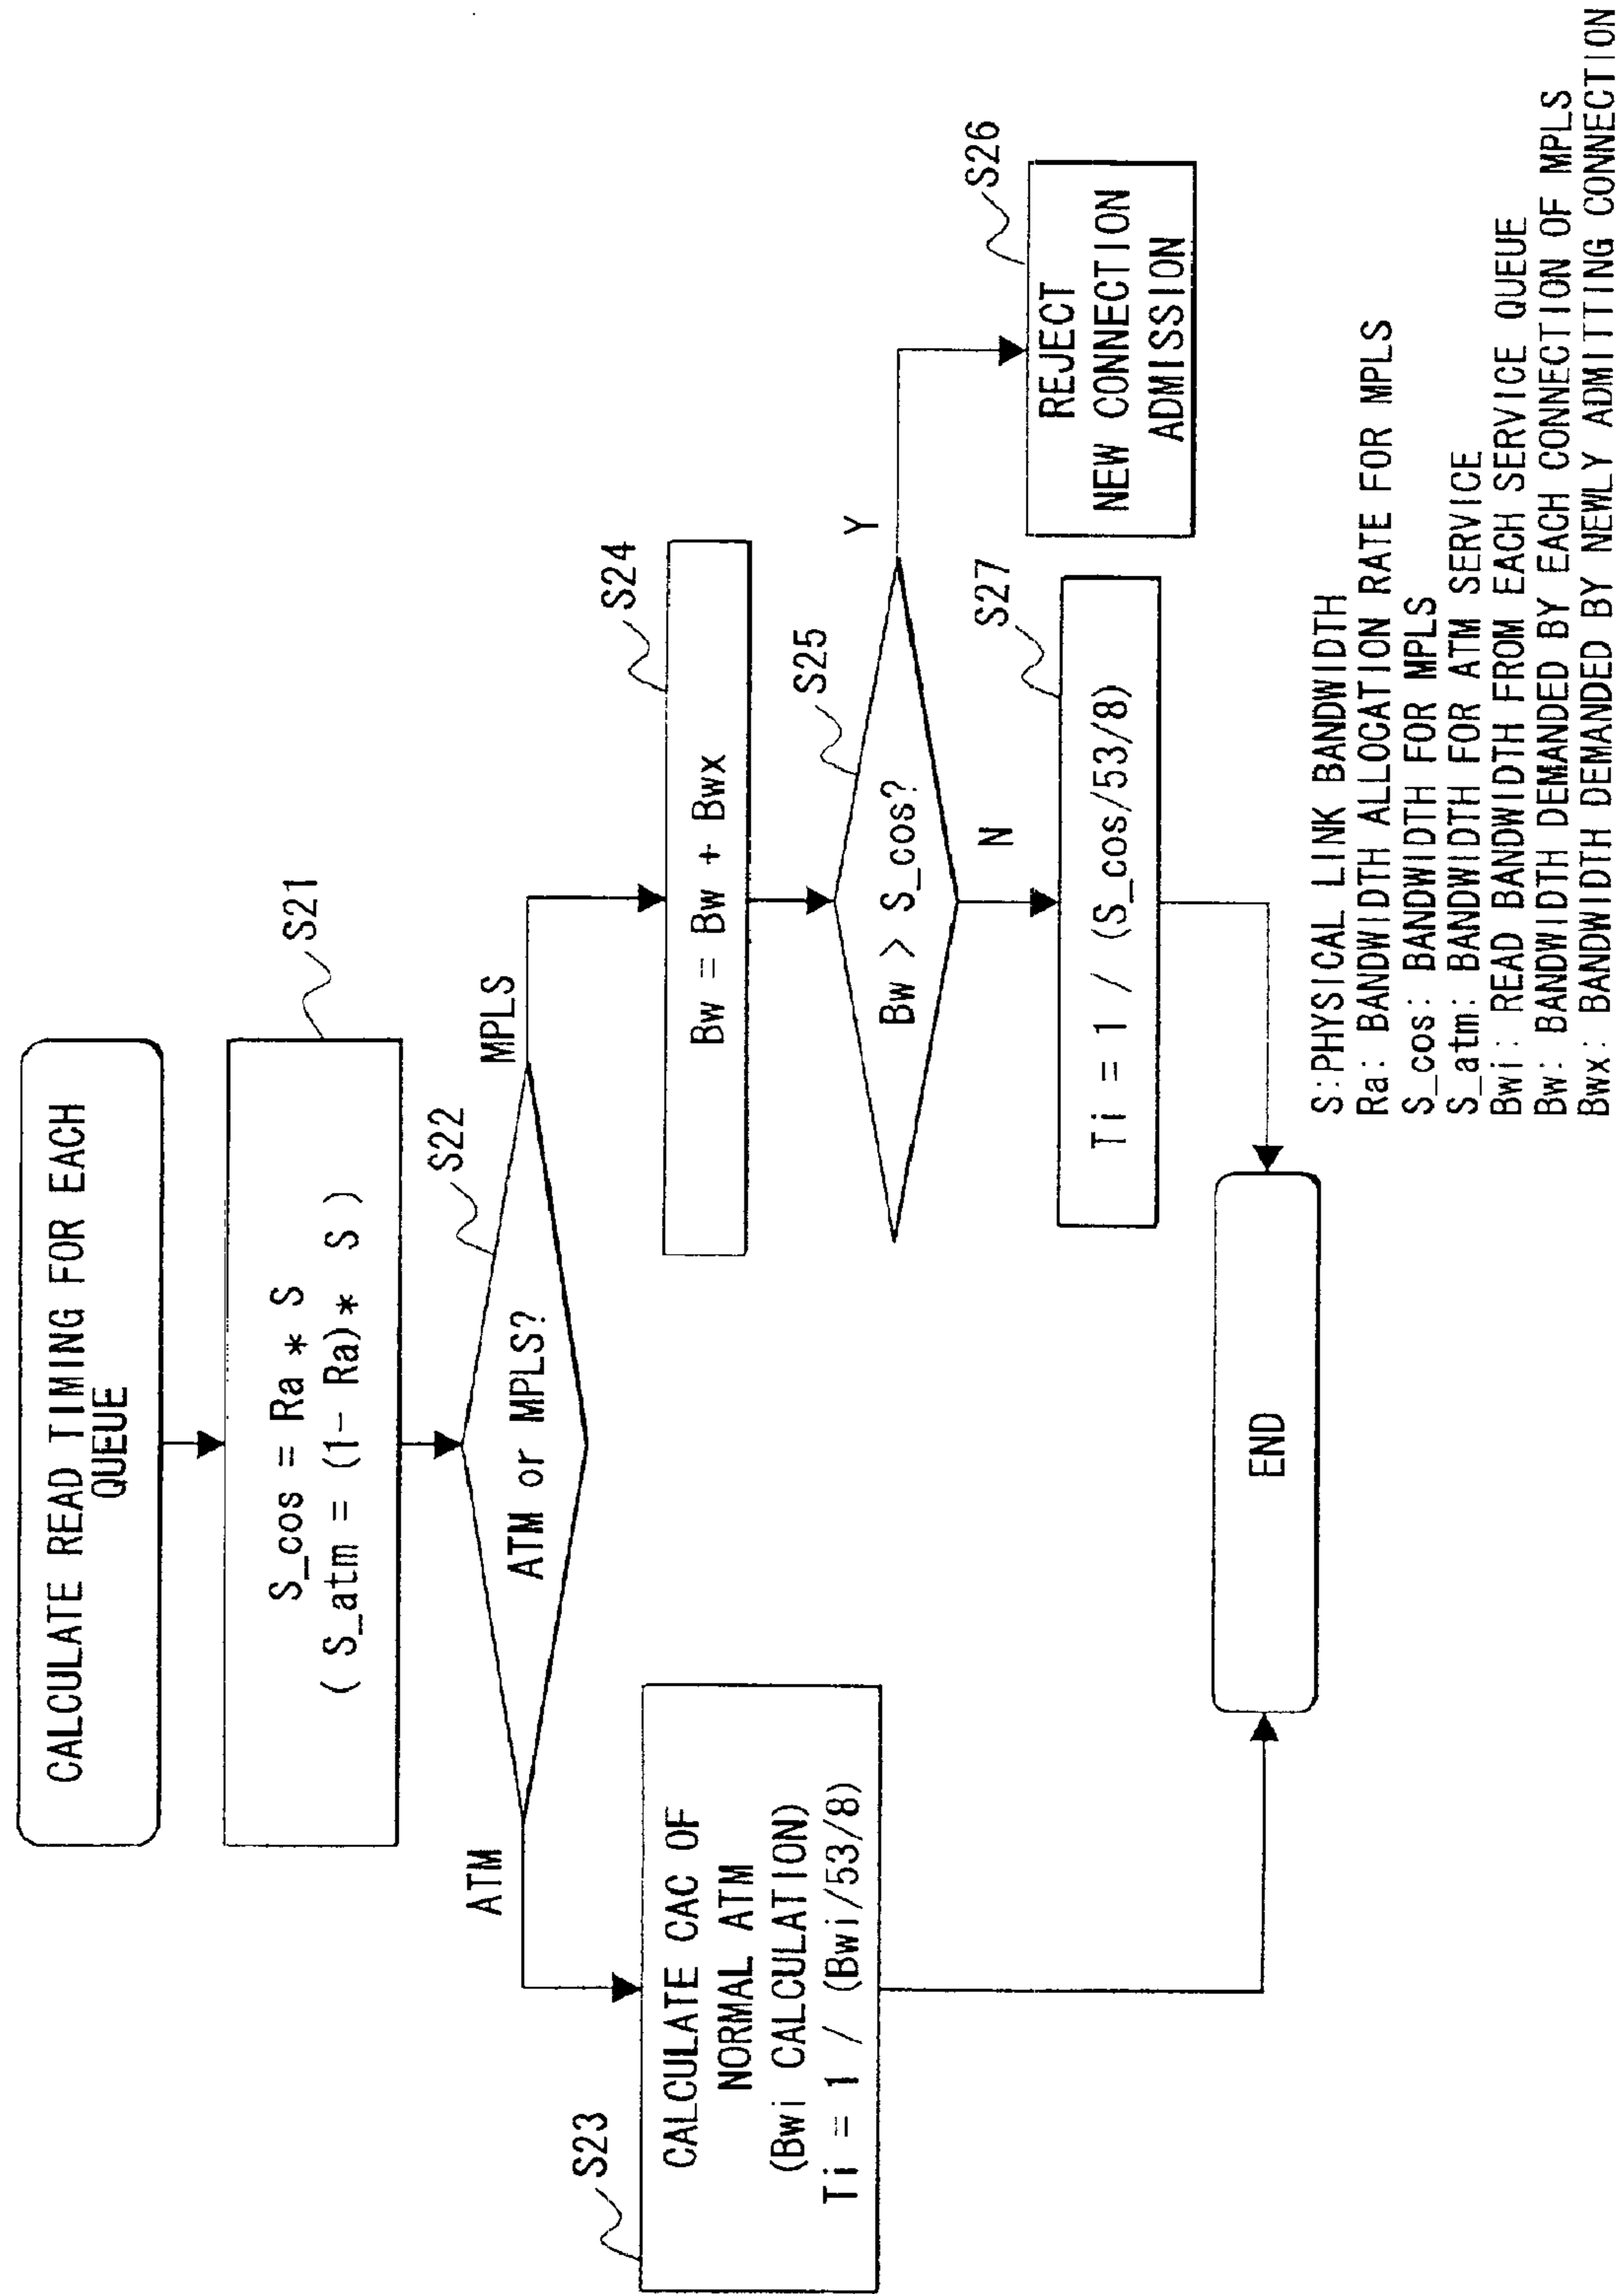 CALCULATE READ TIMING FOR EACH
QUEUE
S21
S_cos = Ra * S
( S_atm = (1- Ra)* S )
S22
ATM or MPLS?
ATM
MPLS
S23
CALCULATE CAC OF
NORMAL ATM
(Bwi CALCULATION)
Ti = 1 / (Bwi/53/8)
S24
Bw = Bw + Bwx
S25
Bw > S_cos?
Y
N
S26
REJECT
NEW CONNECTION
ADMISSION
S27
Ti = 1 / (S_cos/53/8)
END
S:PHYSICAL LINK BANDWIDTH
Ra: BANDWIDTH ALLOCATION RATE FOR MPLS
S_cos: BANDWIDTH FOR MPLS
S_atm: BANDWIDTH FOR ATM SERVICE
Bwi: READ BANDWIDTH FROM EACH SERVICE QUEUE
Bw: BANDWIDTH DEMANDED BY EACH CONNECTION OF MPLS
Bwx: BANDWIDTH DEMANDED BY NEWLY ADMITTING CONNECTION